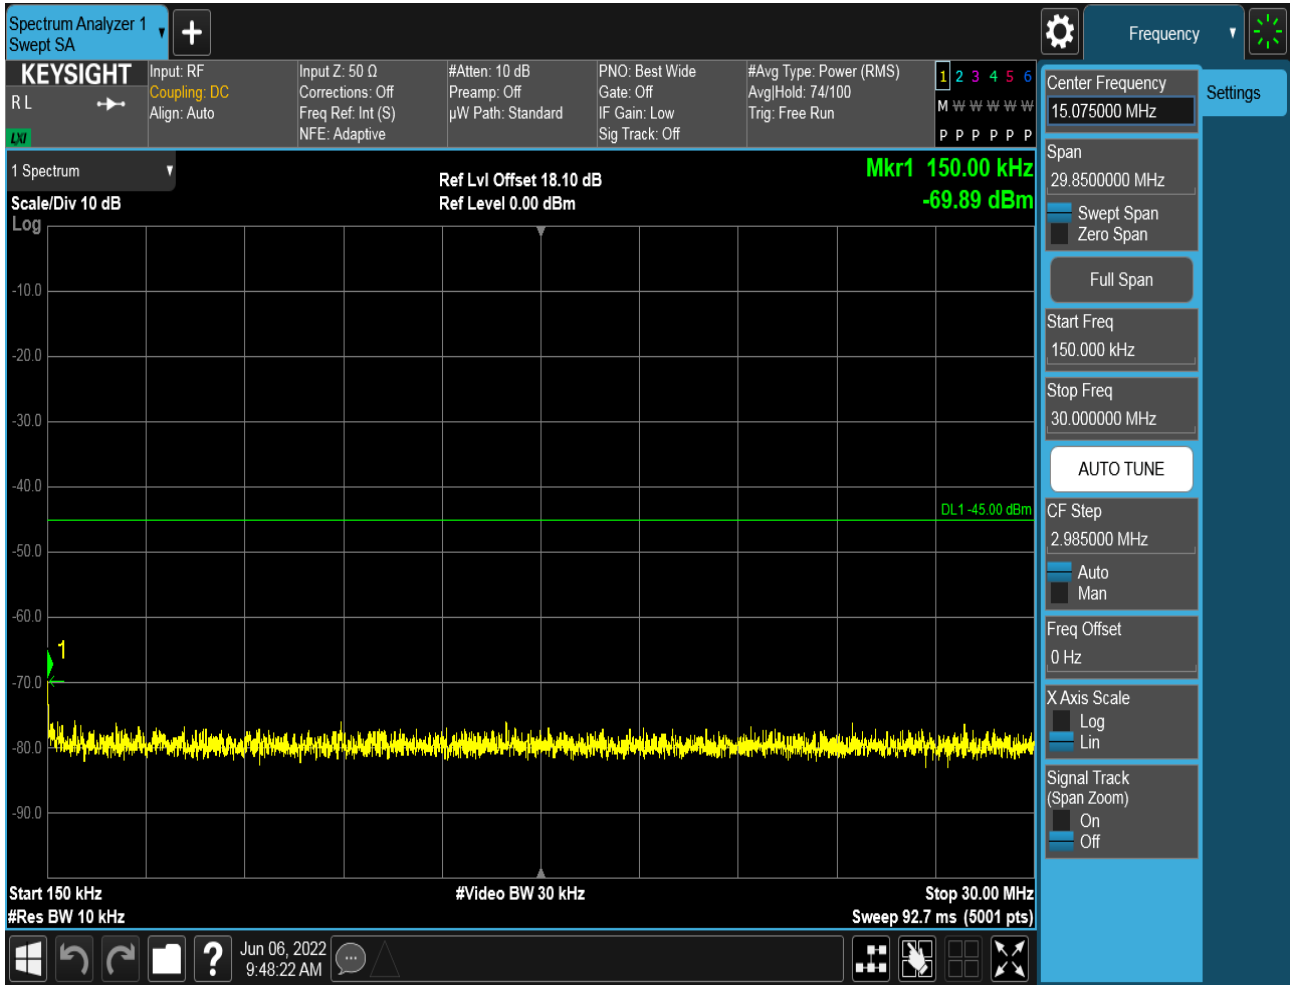 Spectrum Analyzer 1
Swept SA
Frequency
KEYSIGHT
R L
LXI
Input: RF
Coupling: DC
Align: Auto
Input Z: 50 Ω
Corrections: Off
Freq Ref: Int (S)
NFE: Adaptive
#Atten: 10 dB
Preamp: Off
µW Path: Standard
PNO: Best Wide
Gate: Off
IF Gain: Low
Sig Track: Off
#Avg Type: Power (RMS)
Avg|Hold: 74/100
Trig: Free Run
1 2 3 4 5 6
M W W W W W
P P P P P P
1 Spectrum
Scale/Div 10 dB
Log
Ref Lvl Offset 18.10 dB
Ref Level 0.00 dBm
Mkr1 150.00 kHz
-69.89 dBm
-10.0
-20.0
-30.0
-40.0
DL1 -45.00 dBm
-50.0
-60.0
1
-70.0
-80.0
-90.0
Start 150 kHz
#Video BW 30 kHz
Stop 30.00 MHz
#Res BW 10 kHz
Sweep 92.7 ms (5001 pts)
Center Frequency
15.075000 MHz
Settings
Span
29.8500000 MHz
Swept Span
Zero Span
Full Span
Start Freq
150.000 kHz
Stop Freq
30.000000 MHz
AUTO TUNE
CF Step
2.985000 MHz
Auto
Man
Freq Offset
0 Hz
X Axis Scale
Log
Lin
Signal Track
(Span Zoom)
On
Off
?
Jun 06, 2022
9:48:22 AM